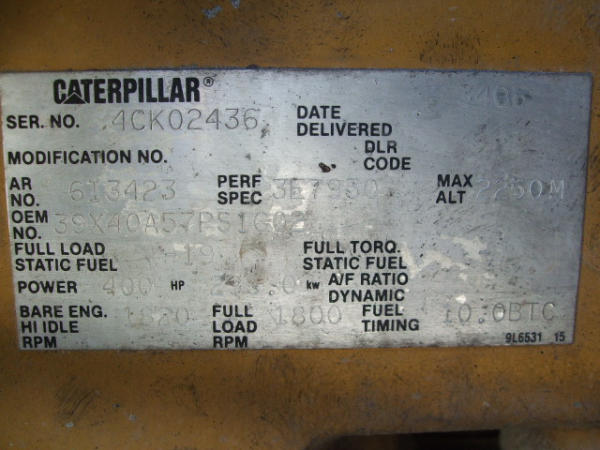 CATERPILLAR®
SER. NO. 4CK02436 DATE DELIVERED
MODIFICATION NO. DLR CODE
AR NO. 6I3423 PERF SPEC MAX ALT 2250M
OEM NO.
FULL LOAD STATIC FUEL FULL TORQ. STATIC FUEL
POWER 400 HP kw A/F RATIO DYNAMIC
BARE ENG. HI IDLE RPM 1870 FULL LOAD RPM 1800 FUEL TIMING 10.0BTC
9L6531 15